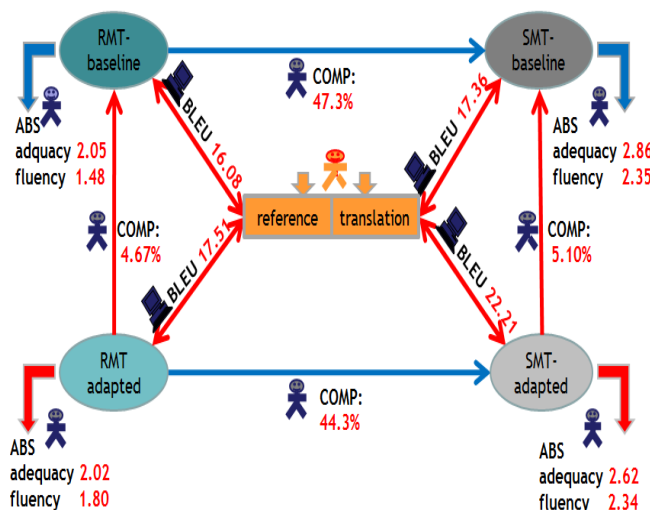 RMT-
baseline
SMT-
baseline
COMP:
47.3%
ABS
adquacy 2.05
fluency 1.48
BLEU 16.08
BLEU 17.36
ABS
adequacy 2.86
fluency 2.35
reference translation
COMP:
4.67%
BLEU 17.51
BLEU 22.21
COMP:
5.10%
RMT
adapted
SMT-
adapted
COMP:
44.3%
ABS
adequacy 2.02
fluency 1.80
ABS
adequacy 2.62
fluency 2.34